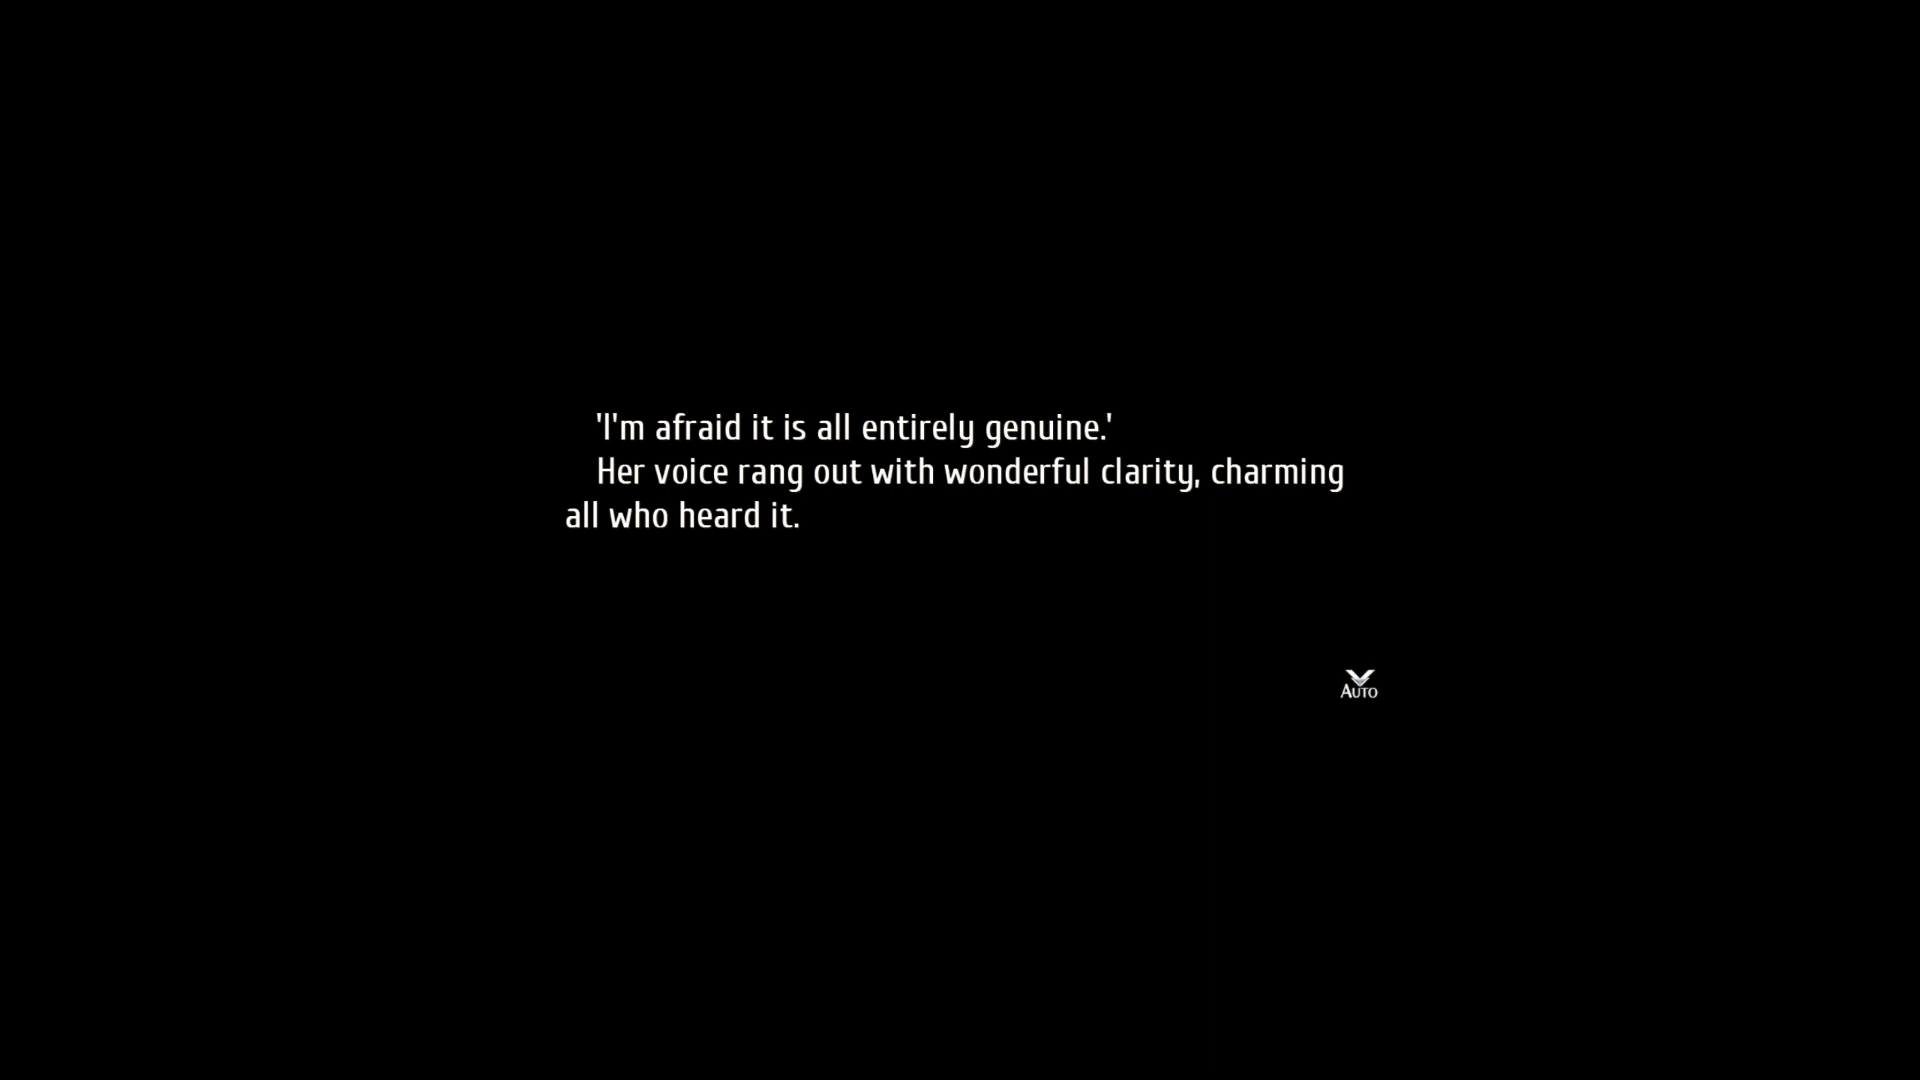 'I'm afraid it is all entirely genuine.'
Her voice rang out with wonderful clarity, charming
all who heard it.
AUTO